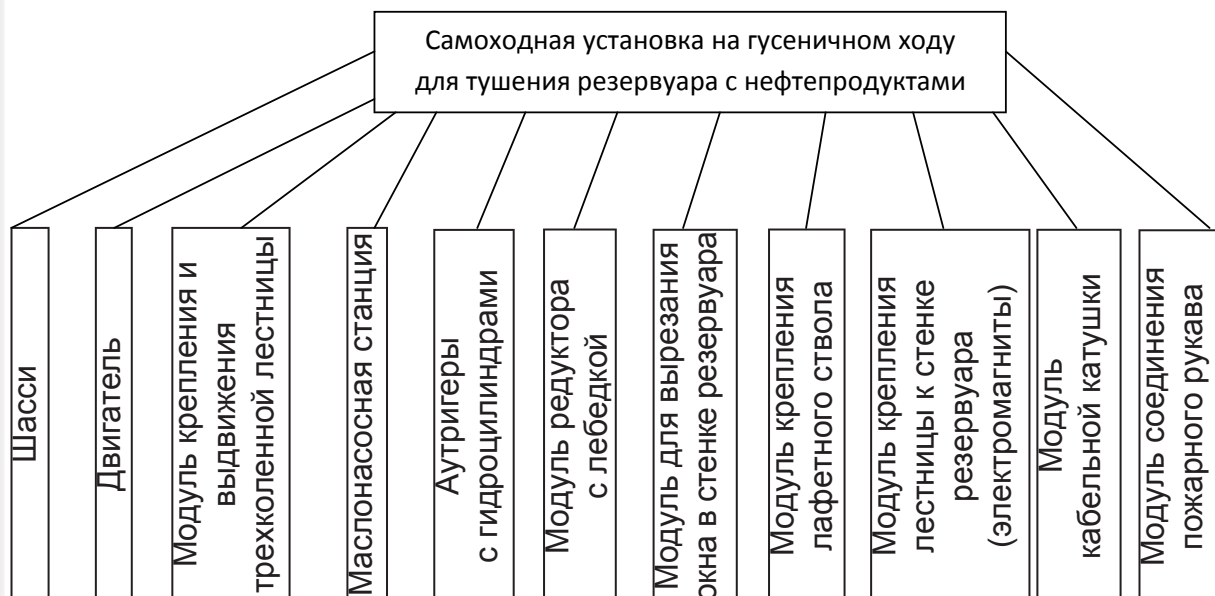 Самоходная установка на гусеничном ходу
для тушения резервуара с нефтепродуктами
Шасси
Двигатель
Модуль крепления и
выдвижения
трехколенной лестницы
Маслонасосная станция
Аутригеры
с гидроцилиндрами
Модуль редуктора
с лебедкой
Модуль для вырезания
окна в стенке резервуара
Модуль крепления
лафетного ствола
Модуль крепления
лестницы к стенке
резервуара
(электромагниты)
Модуль
кабельной катушки
Модуль соединения
пожарного рукава